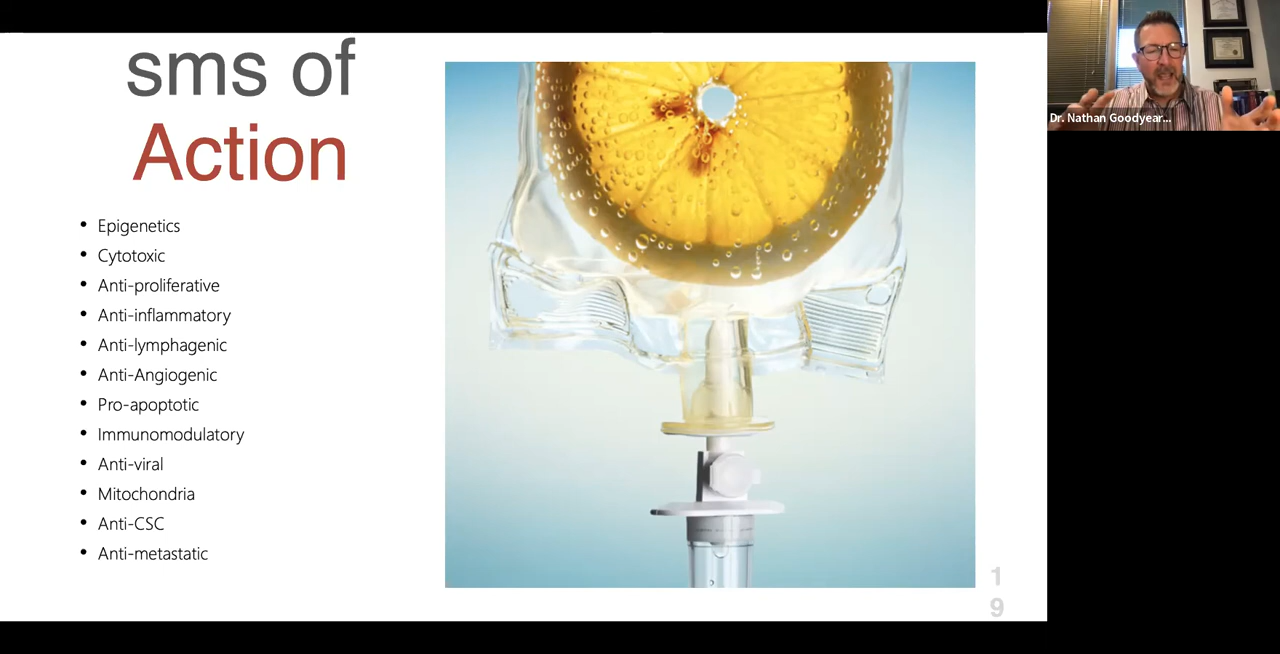 sms of
Action
• Epigenetics
• Cytotoxic
• Anti-proliferative
• Anti-inflammatory
• Anti-lymphagenic
• Anti-Angiogenic
• Pro-apoptotic
• Immunomodulatory
• Anti-viral
• Mitochondria
• Anti-CSC
• Anti-metastatic
1
9
Dr. Nathan Goodyear...